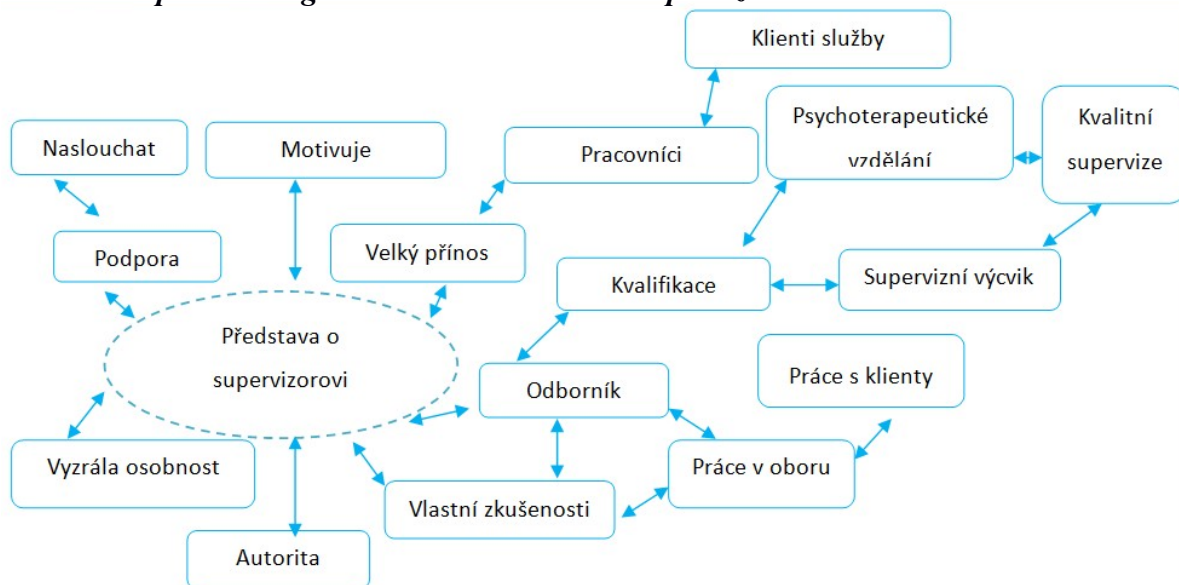 Klienti služby
Psychoterapeutické
vzdělání
Kvalitní
supervize
Naslouchat
Motivuje
Pracovníci
Podpora
Velký přínos
Kvalifikace
Supervizní výcvik
Představa o
supervizorovi
Odborník
Práce s klienty
Vyzrála osobnost
Vlastní zkušenosti
Práce v oboru
Autorita